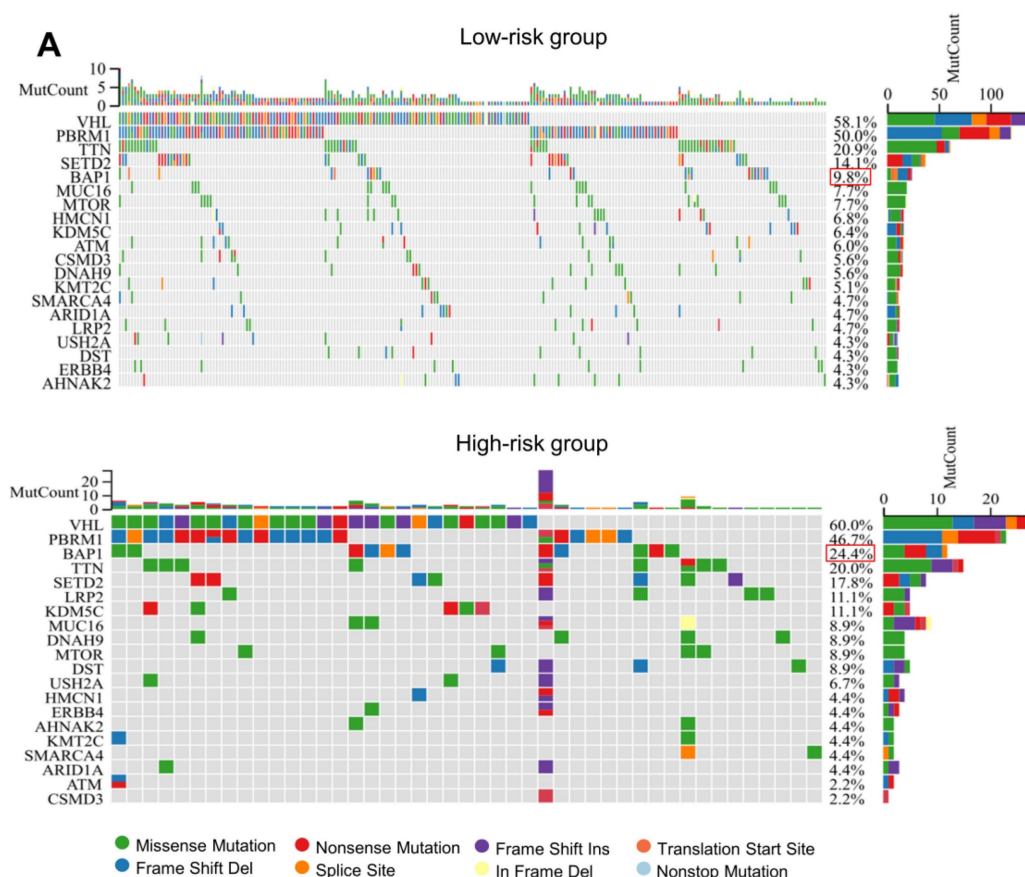 A
Low-risk group
MutCount
10
5
0
MutCount
0 50 100
VHL 58.1%
PBRM1 50.0%
TTN 20.9%
SETD2 14.1%
BAP1 9.8%
MUC16 7.7%
MTOR 7.7%
HMCN1 6.8%
KDM5C 6.4%
ATM 6.0%
CSMD3 5.6%
DNAH9 5.6%
KMT2C 5.1%
SMARCA4 4.7%
ARID1A 4.7%
LRP2 4.7%
USH2A 4.3%
DST 4.3%
ERBB4 4.3%
AHNAK2 4.3%
High-risk group
MutCount
20
10
0
MutCount
0 10 20
VHL 60.0%
PBRM1 46.7%
BAP1 24.4%
TTN 20.0%
SETD2 17.8%
LRP2 11.1%
KDM5C 11.1%
MUC16 8.9%
DNAH9 8.9%
MTOR 8.9%
DST 8.9%
USH2A 6.7%
HMCN1 4.4%
ERBB4 4.4%
AHNAK2 4.4%
KMT2C 4.4%
SMARCA4 4.4%
ARID1A 4.4%
ATM 2.2%
CSMD3 2.2%
Missense Mutation Nonsense Mutation Frame Shift Ins Translation Start Site
Frame Shift Del Splice Site In Frame Del Nonstop Mutation